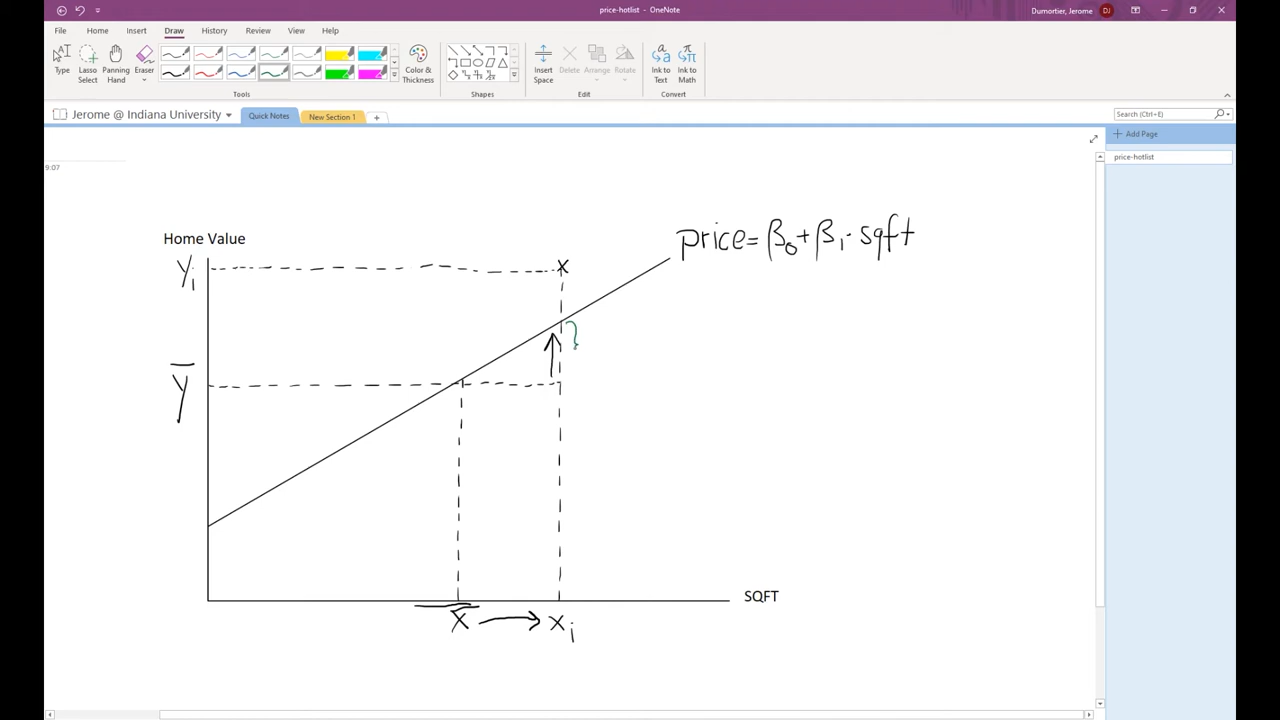 price-hotlist - OneNote
Dumortier, Jerome DJ
File Home Insert Draw History Review View Help
Type Lasso Select Panning Hand Eraser Color & Thickness Insert Space Delete Arrange Rotate Ink to Text Ink to Math
Tools Shapes Edit Convert
Jerome @ Indiana University Quick Notes New Section 1 Search (Ctrl+E)
Add Page
price-hotlist
9:07
price = β₀ + β₁ · sqft
Home Value
yᵢ x
y̅
SQFT
x̅ → xᵢ